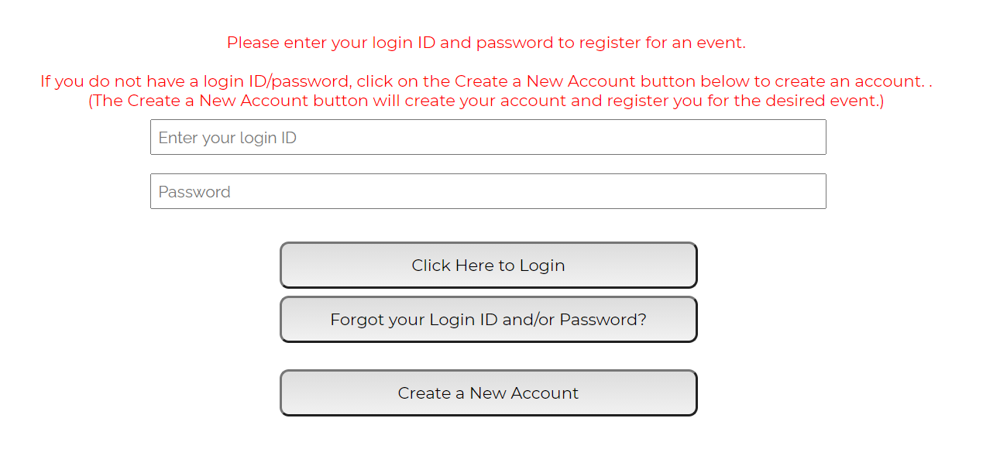 Please enter your login ID and password to register for an event.
If you do not have a login ID/password, click on the Create a New Account button below to create an account. .
(The Create a New Account button will create your account and register you for the desired event.)
Enter your login ID
Password
Click Here to Login
Forgot your Login ID and/or Password?
Create a New Account